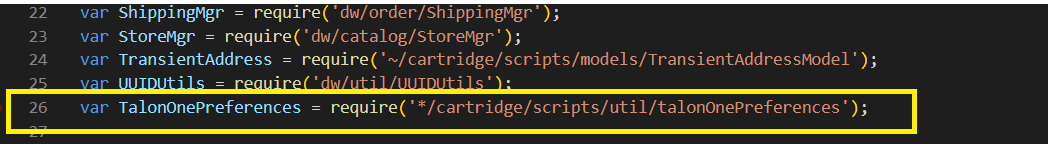 22 var ShippingMgr = require('dw/order/ShippingMgr');
23 var StoreMgr = require('dw/catalog/StoreMgr');
24 var TransientAddress = require('~/cartridge/scripts/models/TransientAddressModel');
25 var UUIDUtils = require('dw/util/UUIDUtils');
26 var TalonOnePreferences = require('*/cartridge/scripts/util/talonOnePreferences');
27